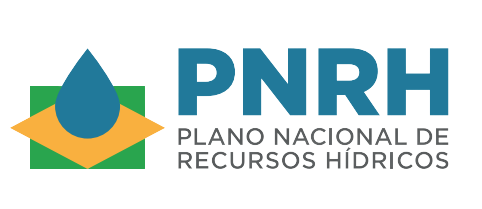 PNRH
PLANO NACIONAL DE
RECURSOS HÍDRICOS